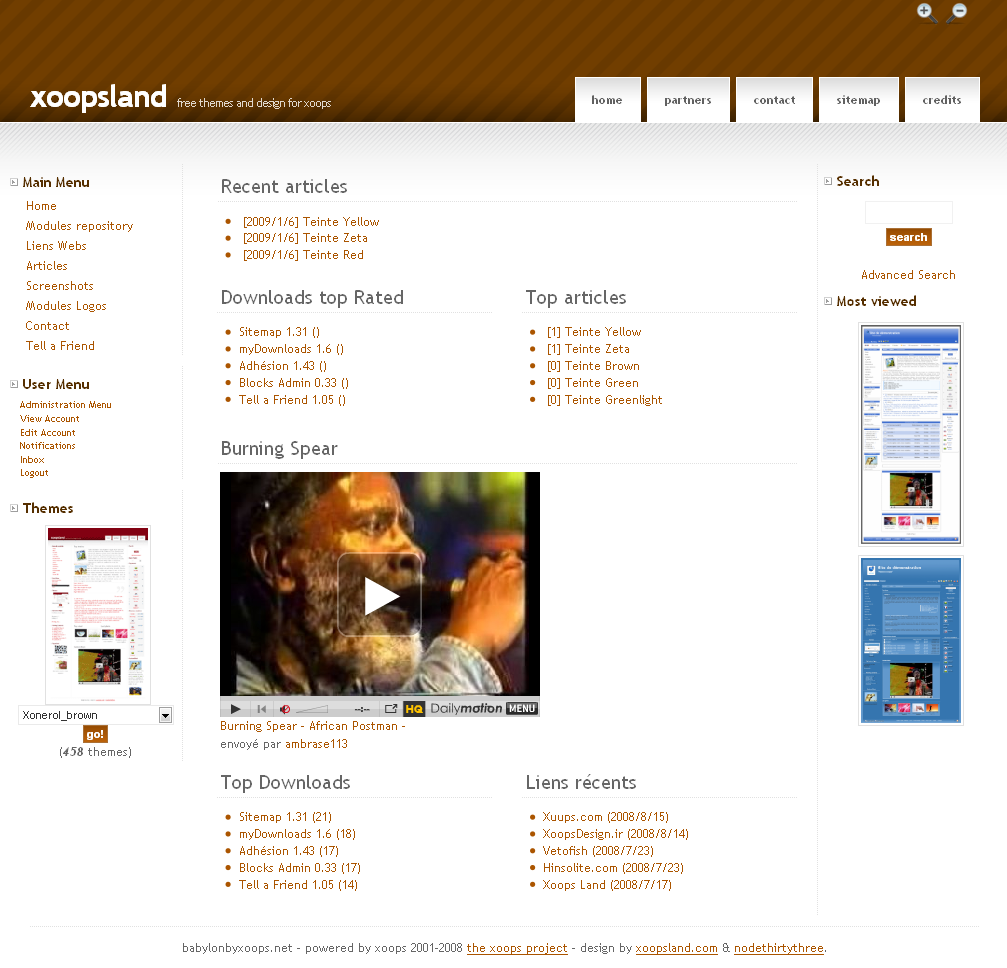 xoopsland free themes and design for xoops
home partners contact sitemap credits
Main Menu
Home
Modules repository
Liens Webs
Articles
Screenshots
Modules Logos
Contact
Tell a Friend
User Menu
Administration Menu
View Account
Edit Account
Notifications
Inbox
Logout
Themes
Xonerol_brown
go!
(458 themes)
Recent articles
[2009/1/6] Teinte Yellow
[2009/1/6] Teinte Zeta
[2009/1/6] Teinte Red
Downloads top Rated
Sitemap 1.31 ()
myDownloads 1.6 ()
Adhésion 1.43 ()
Blocks Admin 0.33 ()
Tell a Friend 1.05 ()
Top articles
[1] Teinte Yellow
[1] Teinte Zeta
[0] Teinte Brown
[0] Teinte Green
[0] Teinte Greenlight
Burning Spear
HQ Dailymotion MENU
Burning Spear - African Postman -
envoyé par ambrase113
Top Downloads
Sitemap 1.31 (21)
myDownloads 1.6 (18)
Adhésion 1.43 (17)
Blocks Admin 0.33 (17)
Tell a Friend 1.05 (14)
Liens récents
Xuups.com (2008/8/15)
XoopsDesign.ir (2008/8/14)
Vetofish (2008/7/23)
Hinsolite.com (2008/7/23)
Xoops Land (2008/7/17)
Search
search
Advanced Search
Most viewed
Site de démonstration
Site de démonstration
babylonbyxoops.net - powered by xoops 2001-2008 the xoops project - design by xoopsland.com & nodethirtythree.